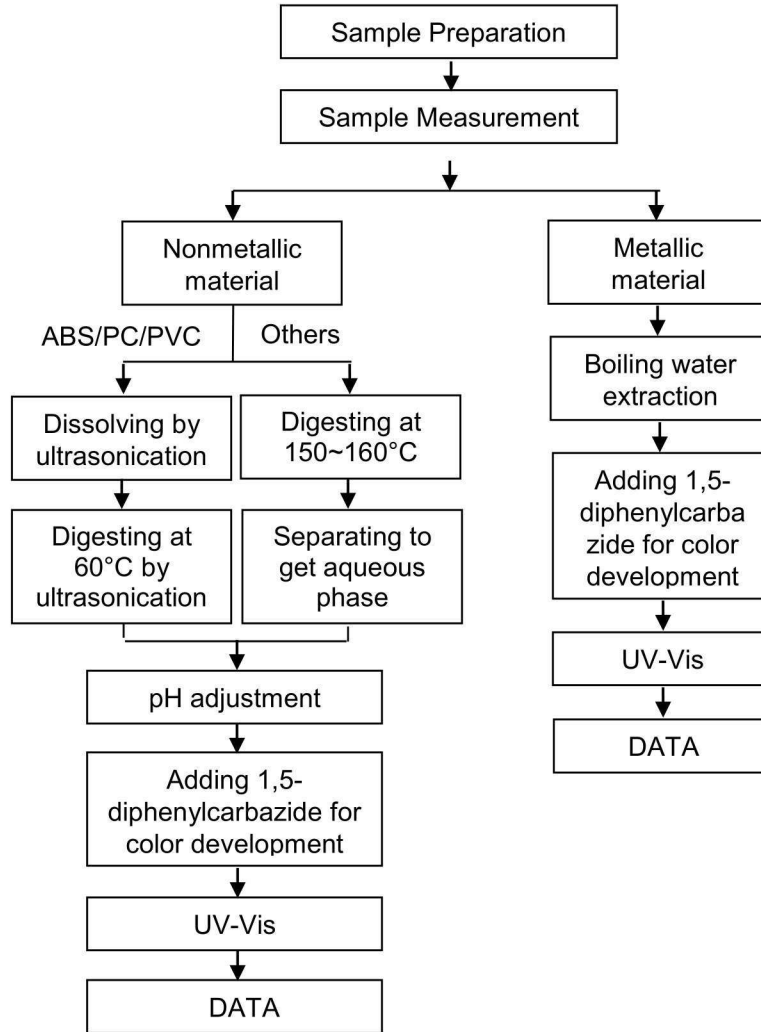 Sample Preparation
Sample Measurement
Nonmetallic
material
ABS/PC/PVC
Others
Dissolving by
ultrasonication
Digesting at
150~160°C
Digesting at
60°C by
ultrasonication
Separating to
get aqueous
phase
pH adjustment
Adding 1,5-
diphenylcarbazide for
color development
UV-Vis
DATA
Metallic
material
Boiling water
extraction
Adding 1,5-
diphenylcarba
zide for color
development
UV-Vis
DATA